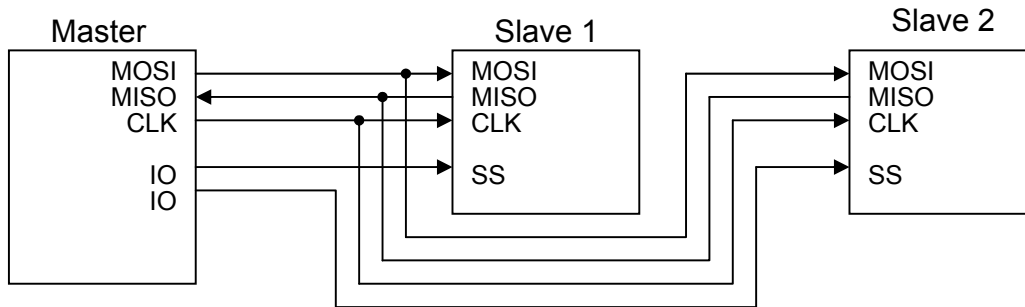 Master
MOSI
MISO
CLK
IO
IO
Slave 1
MOSI
MISO
CLK
SS
Slave 2
MOSI
MISO
CLK
SS